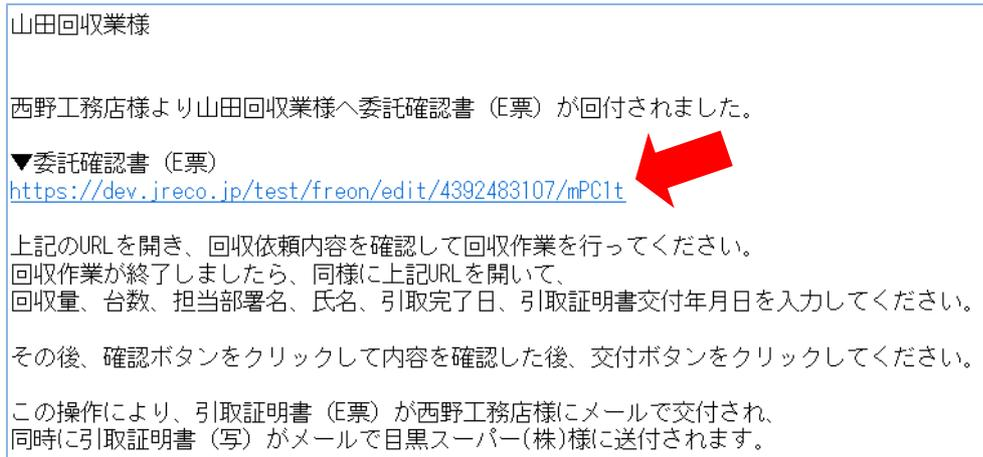 山田回収業様
西野工務店様より山田回収業様へ委託確認書（E票）が回付されました。
▼委託確認書（E票）
https://dev.jreco.jp/test/freon/edit/4392483107/mPC1t
上記のURLを開き、回収依頼内容を確認して回収作業を行ってください。
回収作業が終了しましたら、同様に上記URLを開いて、
回収量、台数、担当部署名、氏名、引取完了日、引取証明書交付年月日を入力してください。
その後、確認ボタンをクリックして内容を確認した後、交付ボタンをクリックしてください。
この操作により、引取証明書（E票）が西野工務店様にメールで交付され、
同時に引取証明書（写）がメールで目黒スーパー(株)様に送付されます。